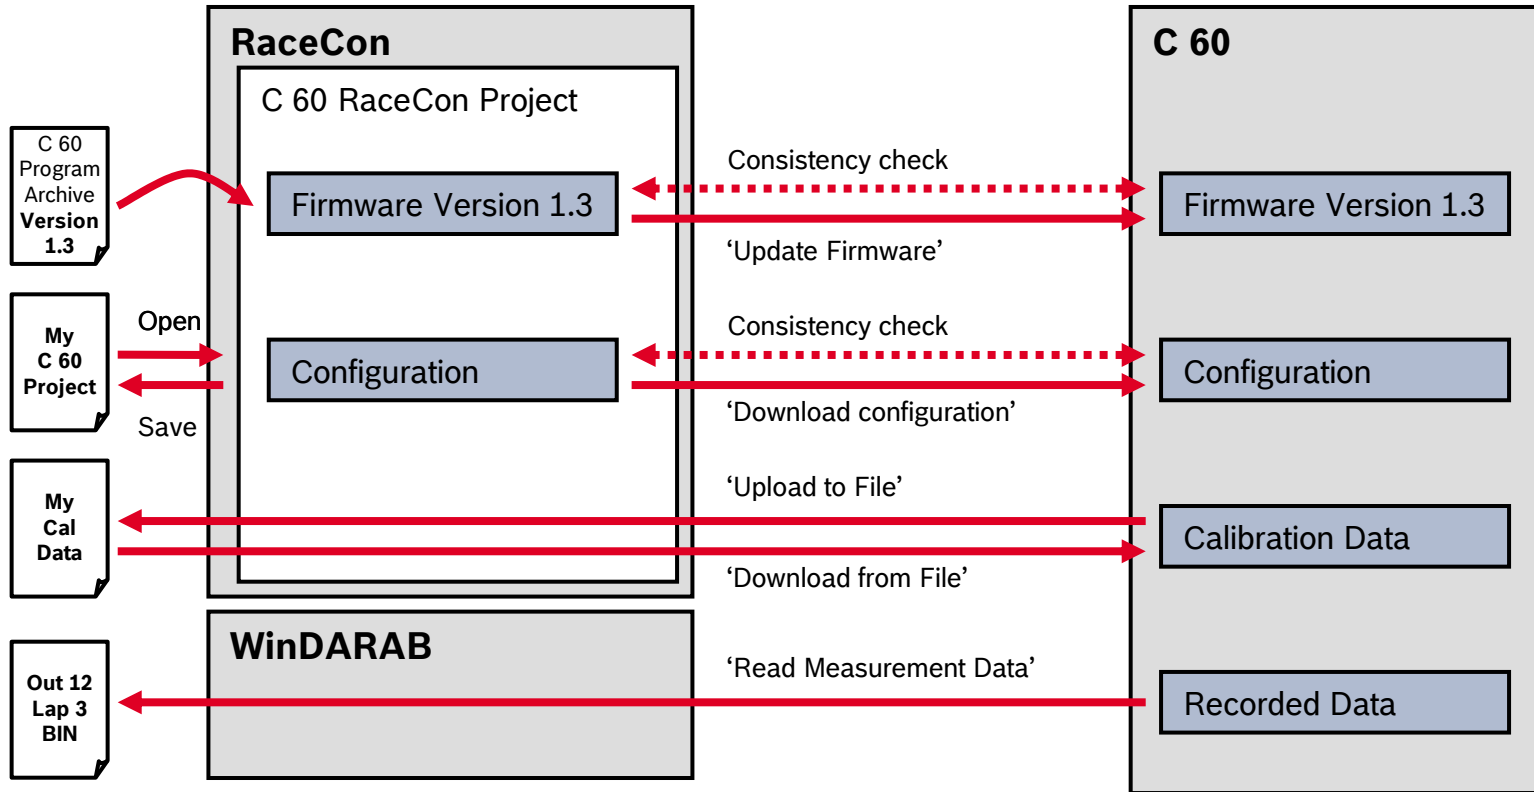 RaceCon
C 60
C 60 RaceCon Project
C 60
Program
Archive
Version
1.3
Firmware Version 1.3
Consistency check
‘Update Firmware’
Firmware Version 1.3
My
C 60
Project
Open
Save
Configuration
Consistency check
‘Download configuration’
Configuration
My
Cal
Data
‘Upload to File’
‘Download from File’
Calibration Data
WinDARAB
Out 12
Lap 3
BIN
‘Read Measurement Data’
Recorded Data